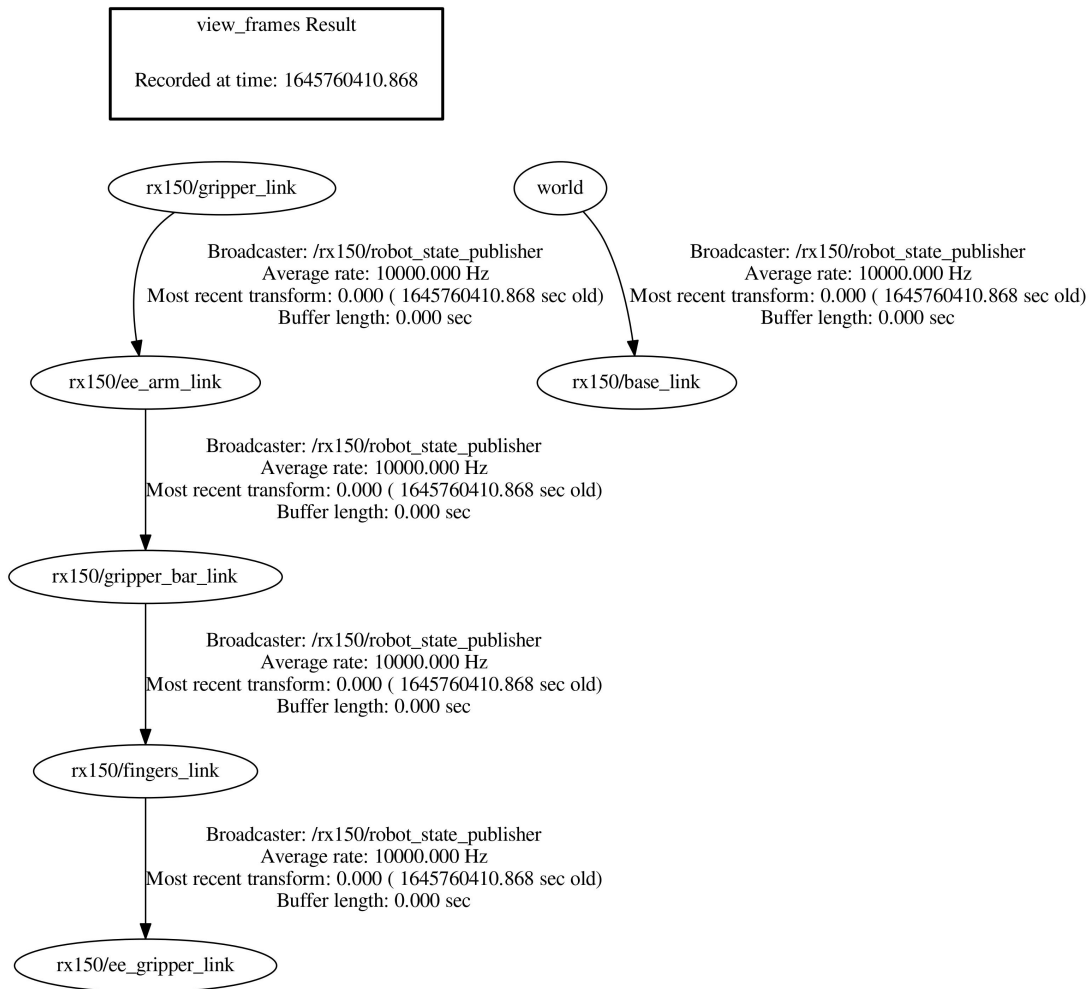 view_frames Result
Recorded at time: 1645760410.868
rx150/gripper_link
world
Broadcaster: /rx150/robot_state_publisher
Average rate: 10000.000 Hz
Most recent transform: 0.000 ( 1645760410.868 sec old)
Buffer length: 0.000 sec
Broadcaster: /rx150/robot_state_publisher
Average rate: 10000.000 Hz
Most recent transform: 0.000 ( 1645760410.868 sec old)
Buffer length: 0.000 sec
rx150/ee_arm_link
rx150/base_link
Broadcaster: /rx150/robot_state_publisher
Average rate: 10000.000 Hz
Most recent transform: 0.000 ( 1645760410.868 sec old)
Buffer length: 0.000 sec
rx150/gripper_bar_link
Broadcaster: /rx150/robot_state_publisher
Average rate: 10000.000 Hz
Most recent transform: 0.000 ( 1645760410.868 sec old)
Buffer length: 0.000 sec
rx150/fingers_link
Broadcaster: /rx150/robot_state_publisher
Average rate: 10000.000 Hz
Most recent transform: 0.000 ( 1645760410.868 sec old)
Buffer length: 0.000 sec
rx150/ee_gripper_link